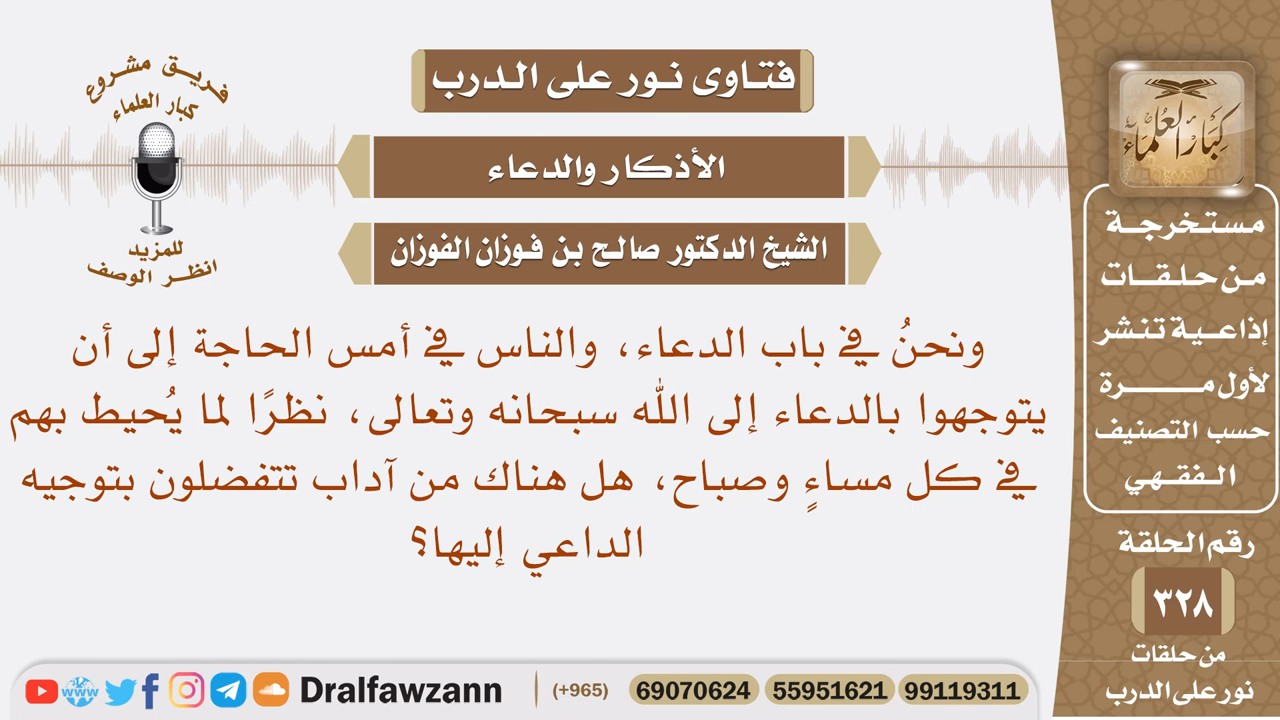 فتاوى نور على الدرب
الأذكار والدعاء
الشيخ الدكتور صالح بن فوزان الفوزان
ونحنُ في باب الدعاء، والناس في أمس الحاجة إلى أن
يتوجهوا بالدعاء إلى الله سبحانه وتعالى، نظرًا لما يُحيط بهم
في كل مساءٍ وصباح، هل هناك من آداب تتفضلون بتوجيه
الداعي إليها؟
فريق مشروع
كبار العلماء
للمزيد
انظر الوصف
كبار العلماء
مستخرجة
من حلقات
إذاعية تنشر
لأول مرة
حسب التصنيف
الفقهي
رقم الحلقة
٣٢٨
من حلقات
نور على الدرب
www
Dralfawzann
(+965) 69070624 55951621 99119311